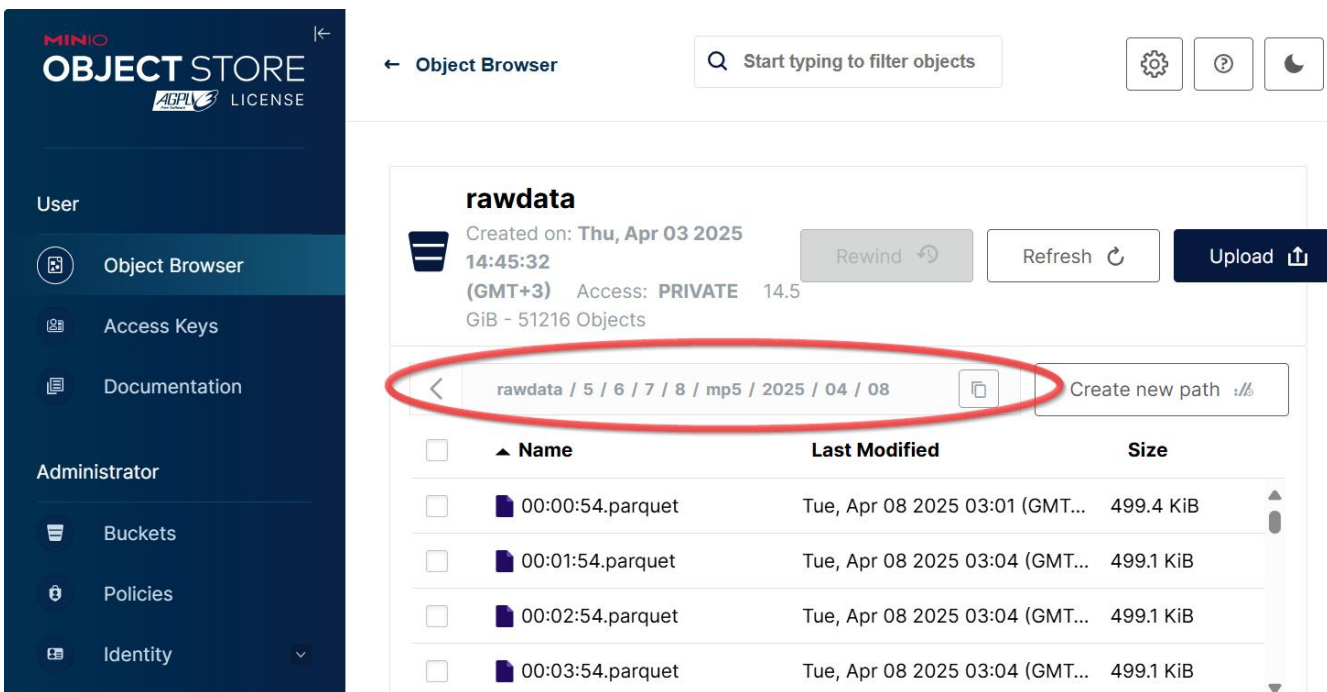 MINIO
OBJECT STORE
AGPLv3 LICENSE
Free Software
User
Object Browser
Access Keys
Documentation
Administrator
Buckets
Policies
Identity
← Object Browser
Start typing to filter objects
rawdata
Created on: Thu, Apr 03 2025
14:45:32
(GMT+3) Access: PRIVATE 14.5
GiB - 51216 Objects
Rewind
Refresh
Upload
rawdata / 5 / 6 / 7 / 8 / mp5 / 2025 / 04 / 08
Create new path
Name Last Modified Size
00:00:54.parquet Tue, Apr 08 2025 03:01 (GMT... 499.4 KiB
00:01:54.parquet Tue, Apr 08 2025 03:04 (GMT... 499.1 KiB
00:02:54.parquet Tue, Apr 08 2025 03:04 (GMT... 499.1 KiB
00:03:54.parquet Tue, Apr 08 2025 03:04 (GMT... 499.1 KiB